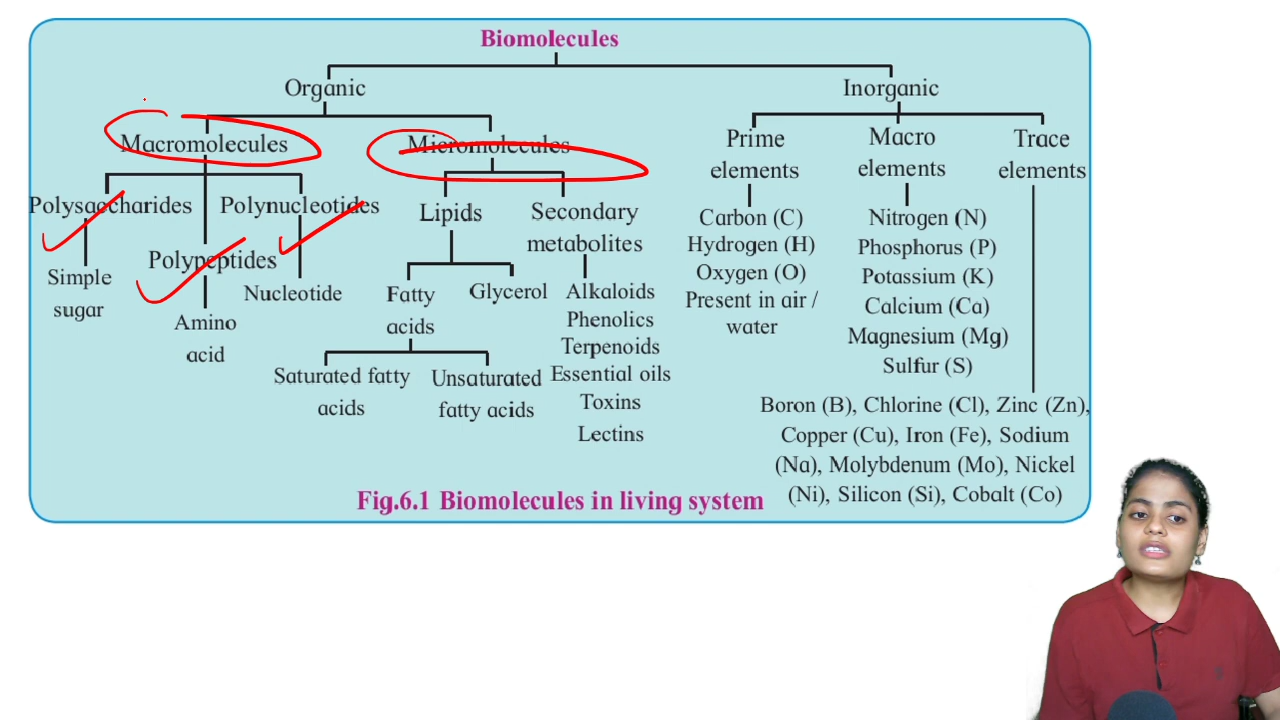 Biomolecules
Organic
Inorganic
Macromolecules
Micromolecules
Prime
elements
Macro
elements
Trace
elements
Polysaccharides
Polynucleotides
Lipids
Secondary
metabolites
Simple
sugar
Polypeptides
Amino
acid
Nucleotide
Fatty
acids
Glycerol
Alkaloids
Phenolics
Terpenoids
Essential oils
Toxins
Lectins
Saturated fatty
acids
Unsaturated
fatty acids
Carbon (C)
Hydrogen (H)
Oxygen (O)
Present in air /
water
Nitrogen (N)
Phosphorus (P)
Potassium (K)
Calcium (Ca)
Magnesium (Mg)
Sulfur (S)
Boron (B), Chlorine (Cl), Zinc (Zn),
Copper (Cu), Iron (Fe), Sodium
(Na), Molybdenum (Mo), Nickel
(Ni), Silicon (Si), Cobalt (Co)
Fig.6.1 Biomolecules in living system